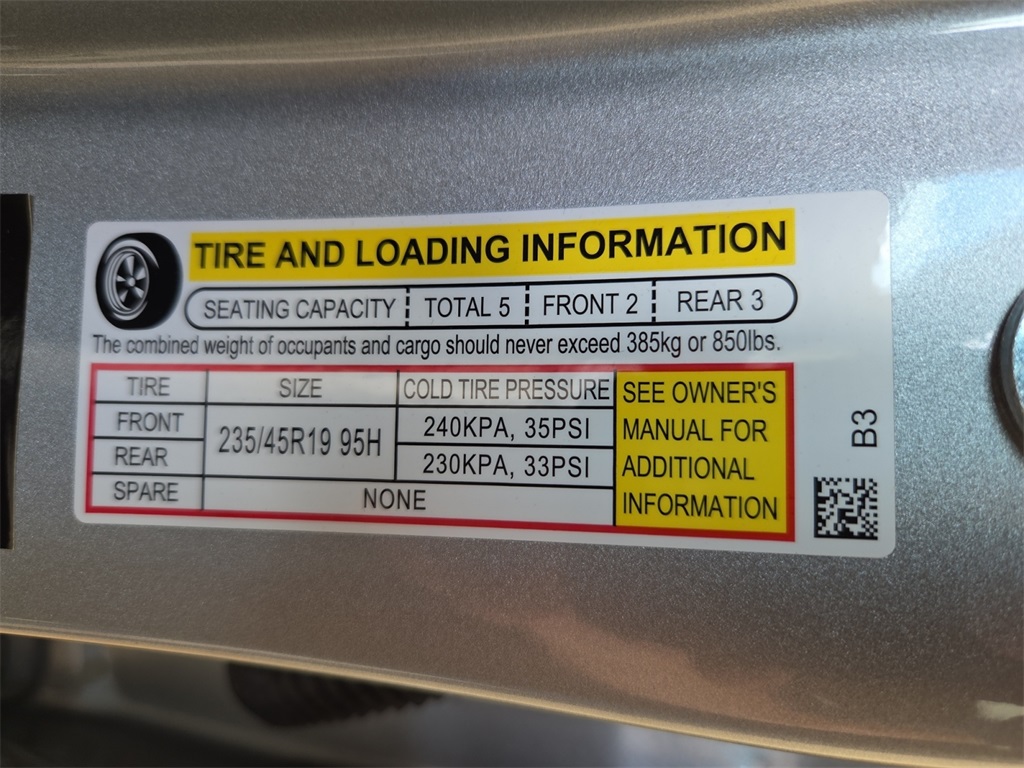 TIRE AND LOADING INFORMATION
SEATING CAPACITY TOTAL 5 FRONT 2 REAR 3
The combined weight of occupants and cargo should never exceed 385kg or 850lbs.
TIRE SIZE COLD TIRE PRESSURE
FRONT 235/45R19 95H 240KPA, 35PSI
REAR 230KPA, 33PSI
SPARE NONE
SEE OWNER'S
MANUAL FOR
ADDITIONAL
INFORMATION
B3